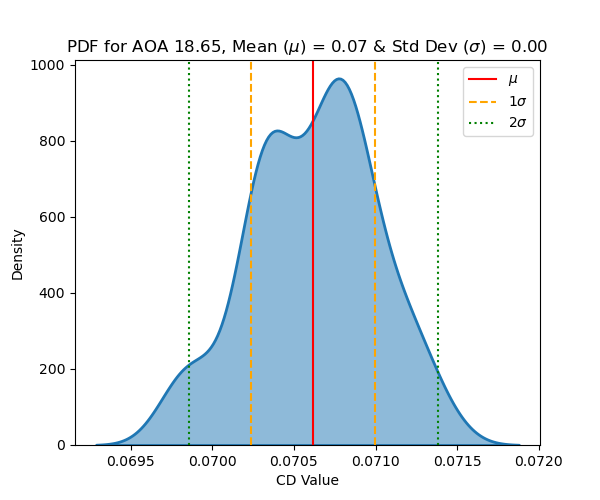 PDF for AOA 18.65, Mean (μ) = 0.07 & Std Dev (σ) = 0.00
1000
800
600
400
200
0
Density
μ
1σ
2σ
0.0695
0.0700
0.0705
0.0710
0.0715
0.0720
CD Value